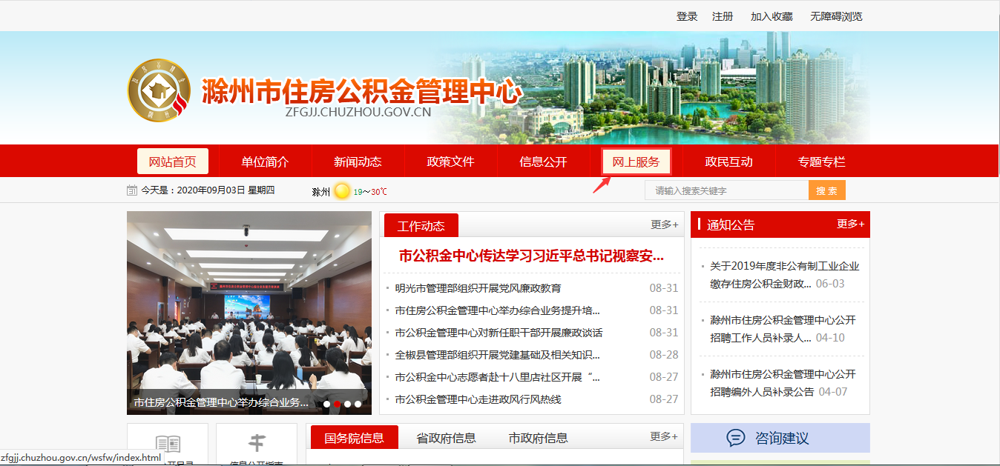 登录 注册 加入收藏 无障碍浏览
滁州市住房公积金管理中心
ZFGJJ.CHUZHOU.GOV.CN
网站首页 单位简介 新闻动态 政策文件 信息公开 网上服务 政民互动 专题专栏
31 今天是：2020年09月03日 星期四 滁州 19～30℃ 请输入搜索关键字 搜 索
市住房公积金管理中心举办综合业务...
工作动态 更多+
市公积金中心传达学习习近平总书记视察安...
明光市管理部组织开展党风廉政教育 08-31
市住房公积金管理中心举办综合业务提升培... 08-31
市公积金管理中心对新任职干部开展廉政谈话 08-31
全椒县管理部组织开展党建基础及相关知识... 08-28
市公积金中心志愿者赴十八里店社区开展“... 08-27
市公积金管理中心走进政风行风热线 08-27
通知公告 更多+
关于2019年度非公有制工业企业
缴存住房公积金财政... 06-03
滁州市住房公积金管理中心公开
招聘工作人员补录人... 04-10
滁州市住房公积金管理中心公开
招聘编外人员补录公告 04-07
国务院信息 省政府信息 市政府信息 更多+
咨询建议
信息公开指南
zfgjj.chuzhou.gov.cn/wsfw/index.html